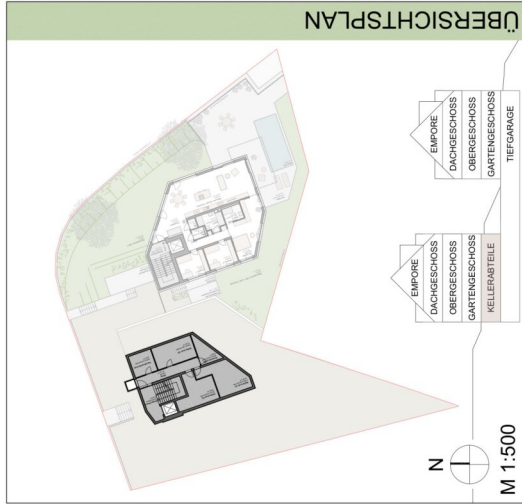 ÜBERSICHTSPLAN
EMPORE
DACHGESCHOSS
OBERGESCHOSS
GARTENGESCHOSS
TIEFGARAGE
EMPORE
DACHGESCHOSS
OBERGESCHOSS
GARTENGESCHOSS
KELLERABTEILE
N
M 1:500